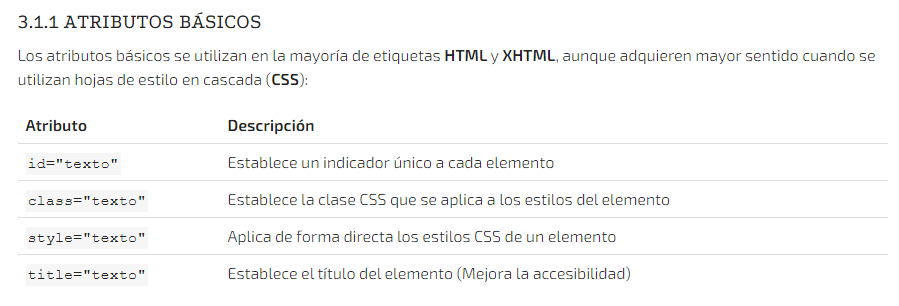 3.1.1 ATRIBUTOS BÁSICOS
Los atributos básicos se utilizan en la mayoría de etiquetas HTML y XHTML, aunque adquieren mayor sentido cuando se
utilizan hojas de estilo en cascada (CSS):
Atributo Descripción
id="texto" Establece un indicador único a cada elemento
class="texto" Establece la clase CSS que se aplica a los estilos del elemento
style="texto" Aplica de forma directa los estilos CSS de un elemento
title="texto" Establece el título del elemento (Mejora la accesibilidad)